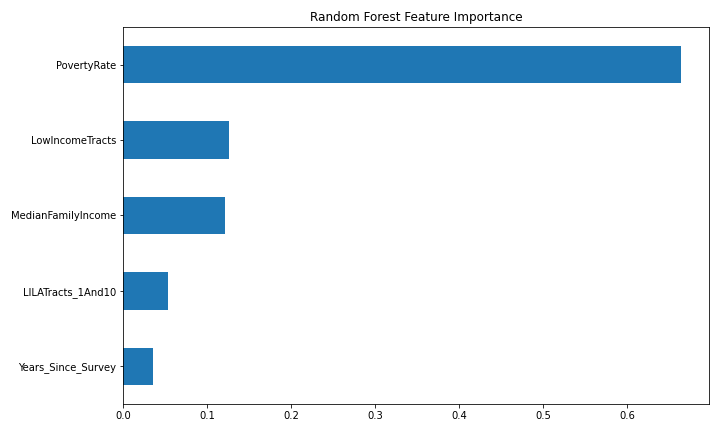 Random Forest Feature Importance
PovertyRate
LowIncomeTracts
MedianFamilyIncome
LILATracts_1And10
Years_Since_Survey
0.0 0.1 0.2 0.3 0.4 0.5 0.6